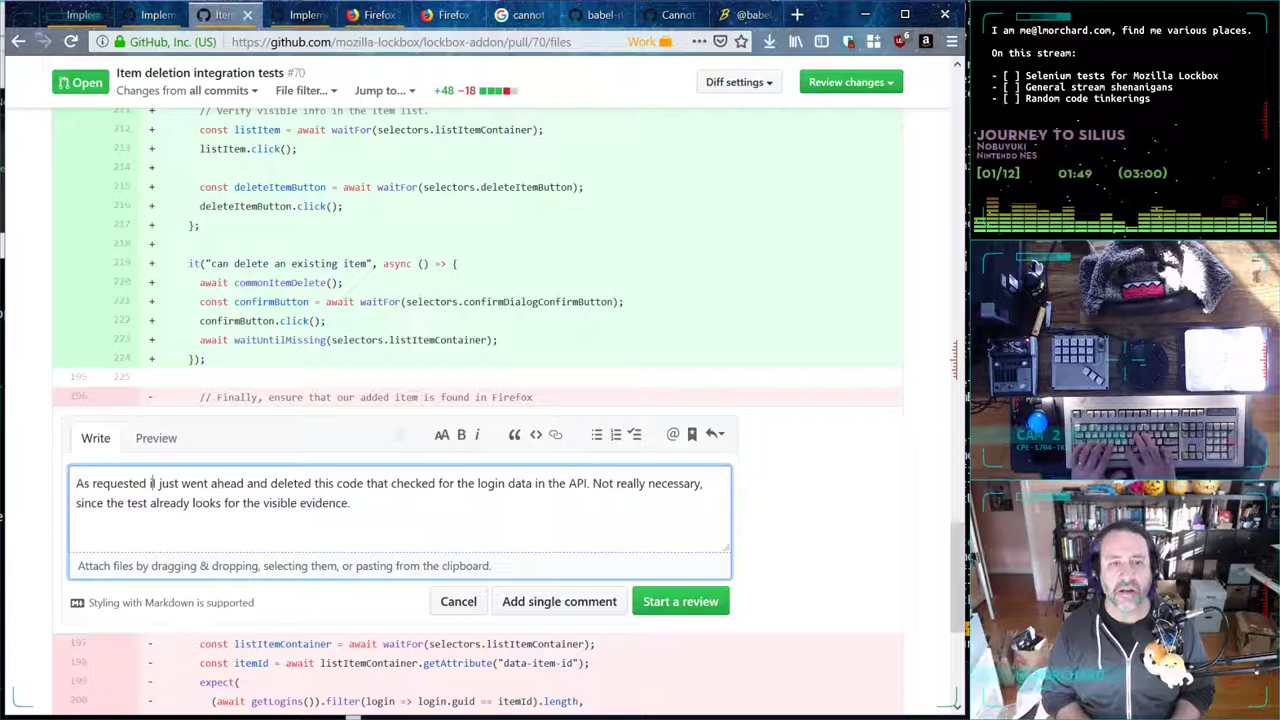 Implem
Implem
Item
Implem
Firefox
Firefox
cannot
babel-r
Cannot
@babel/
GitHub, Inc. (US)
https://github.com/mozilla-lockbox/lockbox-addon/pull/70/files
Work
6
Open
Item deletion integration tests #70
Changes from all commits
File filter...
Jump to...
+48 −18
Diff settings
Review changes
211 + // Verify visible info in the item list.
212 + const listItem = await waitFor(selectors.listItemContainer);
213 + listItem.click();
214 +
215 + const deleteItemButton = await waitFor(selectors.deleteItemButton);
216 + deleteItemButton.click();
217 + };
218 +
219 + it("can delete an existing item", async () => {
220 + await commonItemDelete();
221 + const confirmButton = await waitFor(selectors.confirmDialogConfirmButton);
222 + confirmButton.click();
223 + await waitUntilMissing(selectors.listItemContainer);
224 + });
195 225
196 - // Finally, ensure that our added item is found in Firefox
Write
Preview
As requested iI just went ahead and deleted this code that checked for the login data in the API. Not really necessary,
since the test already looks for the visible evidence.
Attach files by dragging & dropping, selecting them, or pasting from the clipboard.
Styling with Markdown is supported
Cancel
Add single comment
Start a review
197 - const listItemContainer = await waitFor(selectors.listItemContainer);
198 - const itemId = await listItemContainer.getAttribute("data-item-id");
199 - expect(
200 - (await getLogins()).filter(login => login.guid == itemId).length,
I am me@lmorchard.com, find me various places.
On this stream:
- [ ] Selenium tests for Mozilla Lockbox
- [ ] General stream shenanigans
- [ ] Random code tinkerings
JOURNEY TO SILIUS
NOBUYUKI
NINTENDO NES
[01/12] 01:49 (03:00)
CAM 2
(CPE-1704-TKS)
@LMORCHARD